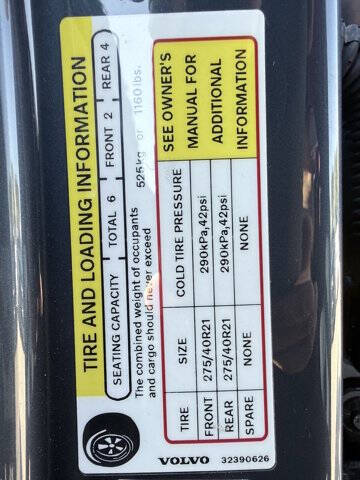 TIRE AND LOADING INFORMATION
SEATING CAPACITY TOTAL 6 FRONT 2 REAR 4
The combined weight of occupants
and cargo should never exceed 525kg or 1160lbs.
TIRE SIZE COLD TIRE PRESSURE
FRONT 275/40R21 290kPa,42psi
REAR 275/40R21 290kPa,42psi
SPARE NONE NONE
SEE OWNER'S
MANUAL FOR
ADDITIONAL
INFORMATION
VOLVO 32390626